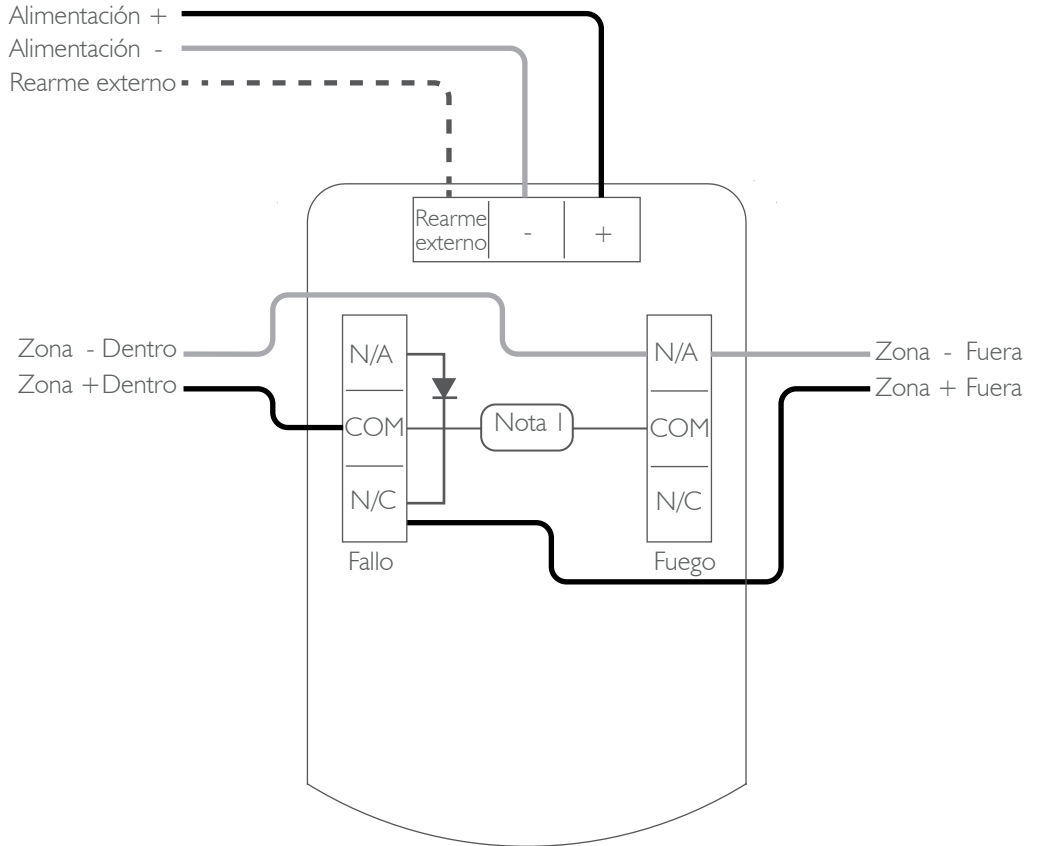 Alimentación +
Alimentación -
Rearme externo
Rearme
externo
-
+
Zona - Dentro
Zona + Dentro
N/A
COM
N/C
Fallo
Nota 1
N/A
COM
N/C
Fuego
Zona - Fuera
Zona + Fuera